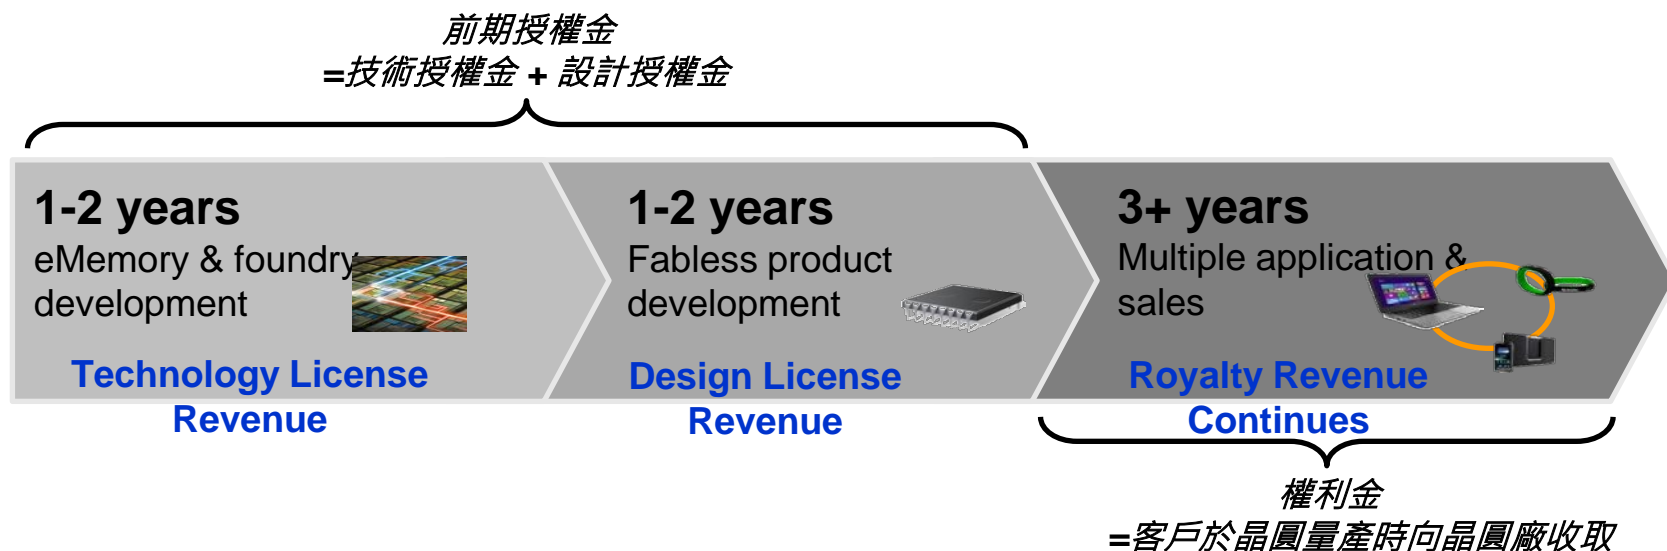 前期授權金
=技術授權金 + 設計授權金
1-2 years
eMemory & foundry
development
Technology License
Revenue
1-2 years
Fabless product
development
Design License
Revenue
3+ years
Multiple application &
sales
Royalty Revenue
Continues
權利金
=客戶於晶圓量產時向晶圓廠收取